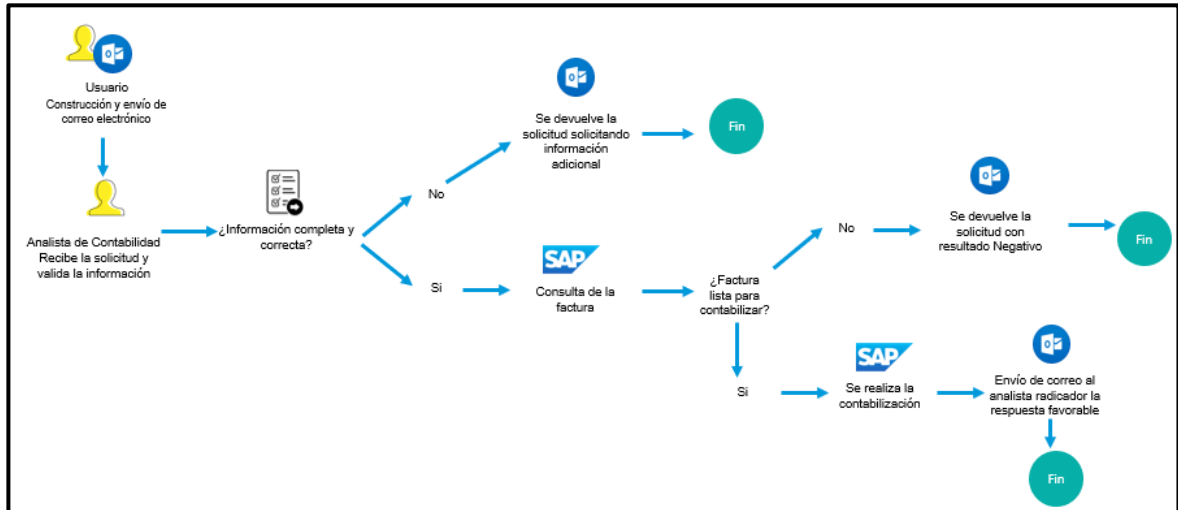 Usuario
Construcción y envío de
correo electrónico
Analista de Contabilidad
Recibe la solicitud y
valida la información
¿Información completa y
correcta?
No
Se devuelve la
solicitud solicitando
información
adicional
Fin
Si
SAP
Consulta de la
factura
¿Factura
lista para
contabilizar?
No
Se devuelve la
solicitud con
resultado Negativo
Fin
Si
SAP
Se realiza la
contabilización
Envío de correo al
analista radicador la
respuesta favorable
Fin